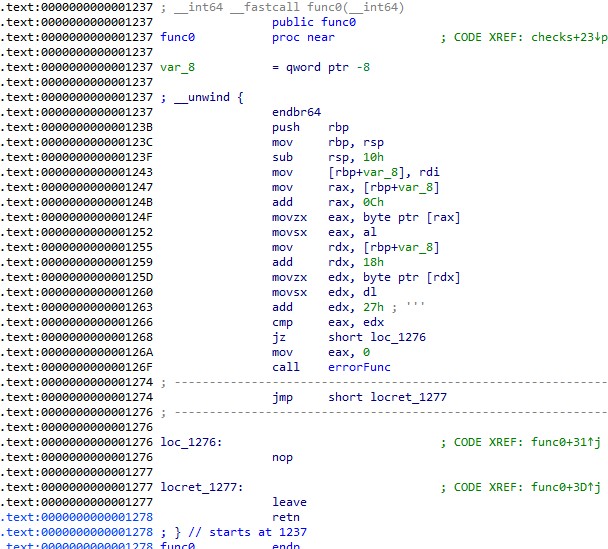 .text:0000000000001237 ; __int64 __fastcall func0(__int64)
.text:0000000000001237 public func0
.text:0000000000001237 func0 proc near ; CODE XREF: checks+23↓p
.text:0000000000001237
.text:0000000000001237 var_8 = qword ptr -8
.text:0000000000001237
.text:0000000000001237 ; __unwind {
.text:0000000000001237 endbr64
.text:000000000000123B push rbp
.text:000000000000123C mov rbp, rsp
.text:000000000000123F sub rsp, 10h
.text:0000000000001243 mov [rbp+var_8], rdi
.text:0000000000001247 mov rax, [rbp+var_8]
.text:000000000000124B add rax, 0Ch
.text:000000000000124F movzx eax, byte ptr [rax]
.text:0000000000001252 movsx eax, al
.text:0000000000001255 mov rdx, [rbp+var_8]
.text:0000000000001259 add rdx, 18h
.text:000000000000125D movzx edx, byte ptr [rdx]
.text:0000000000001260 movsx edx, dl
.text:0000000000001263 add edx, 27h ; '''
.text:0000000000001266 cmp eax, edx
.text:0000000000001268 jz short loc_1276
.text:000000000000126A mov eax, 0
.text:000000000000126F call errorFunc
.text:0000000000001274 ; ---------------------------------------------------------------
.text:0000000000001274 jmp short locret_1277
.text:0000000000001276 ; ---------------------------------------------------------------
.text:0000000000001276
.text:0000000000001276 loc_1276: ; CODE XREF: func0+31↑j
.text:0000000000001276 nop
.text:0000000000001277
.text:0000000000001277 locret_1277: ; CODE XREF: func0+3D↑j
.text:0000000000001277 leave
.text:0000000000001278 retn
.text:0000000000001278 ; } // starts at 1237
.text:0000000000001278 func0 endp